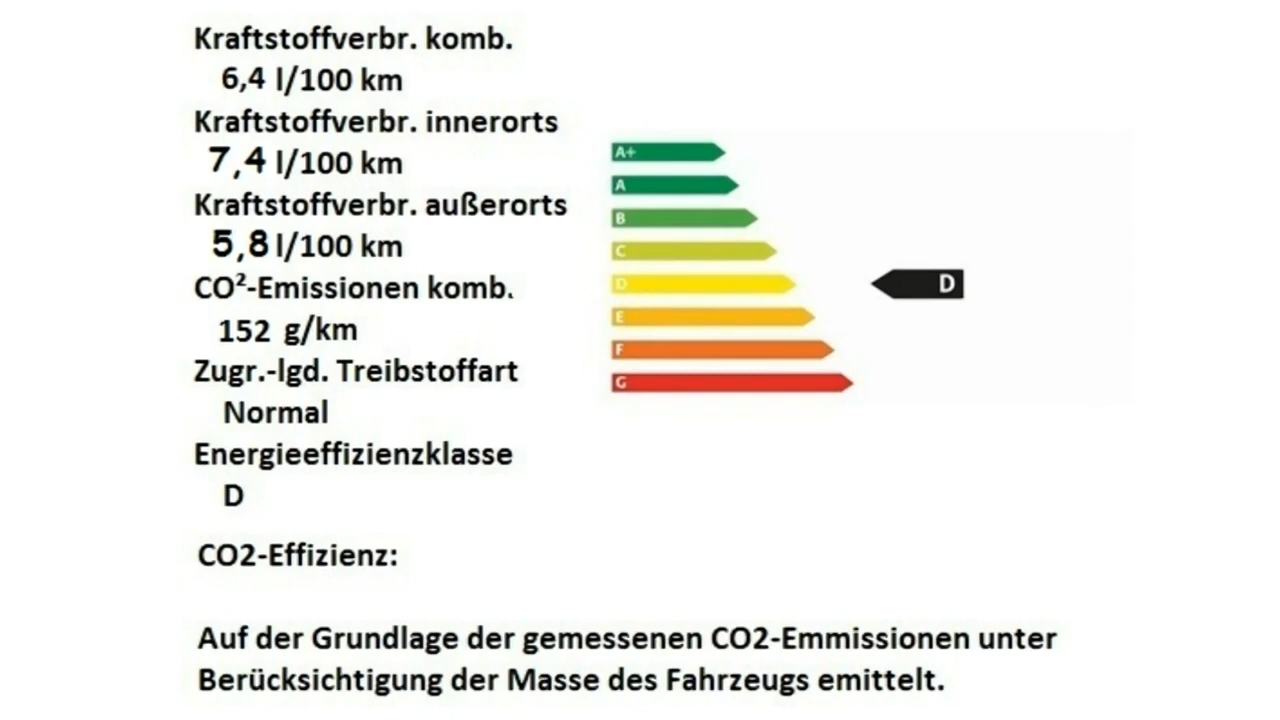 Kraftstoffverbr. komb.
6,4 l/100 km
Kraftstoffverbr. innerorts
7,4 l/100 km
Kraftstoffverbr. außerorts
5,8 l/100 km
CO²-Emissionen komb.
152 g/km
Zugr.-lgd. Treibstoffart
Normal
Energieeffizienzklasse
D
A+
A
B
C
D
E
F
G
D
CO2-Effizienz:
Auf der Grundlage der gemessenen CO2-Emmissionen unter
Berücksichtigung der Masse des Fahrzeugs emittelt.